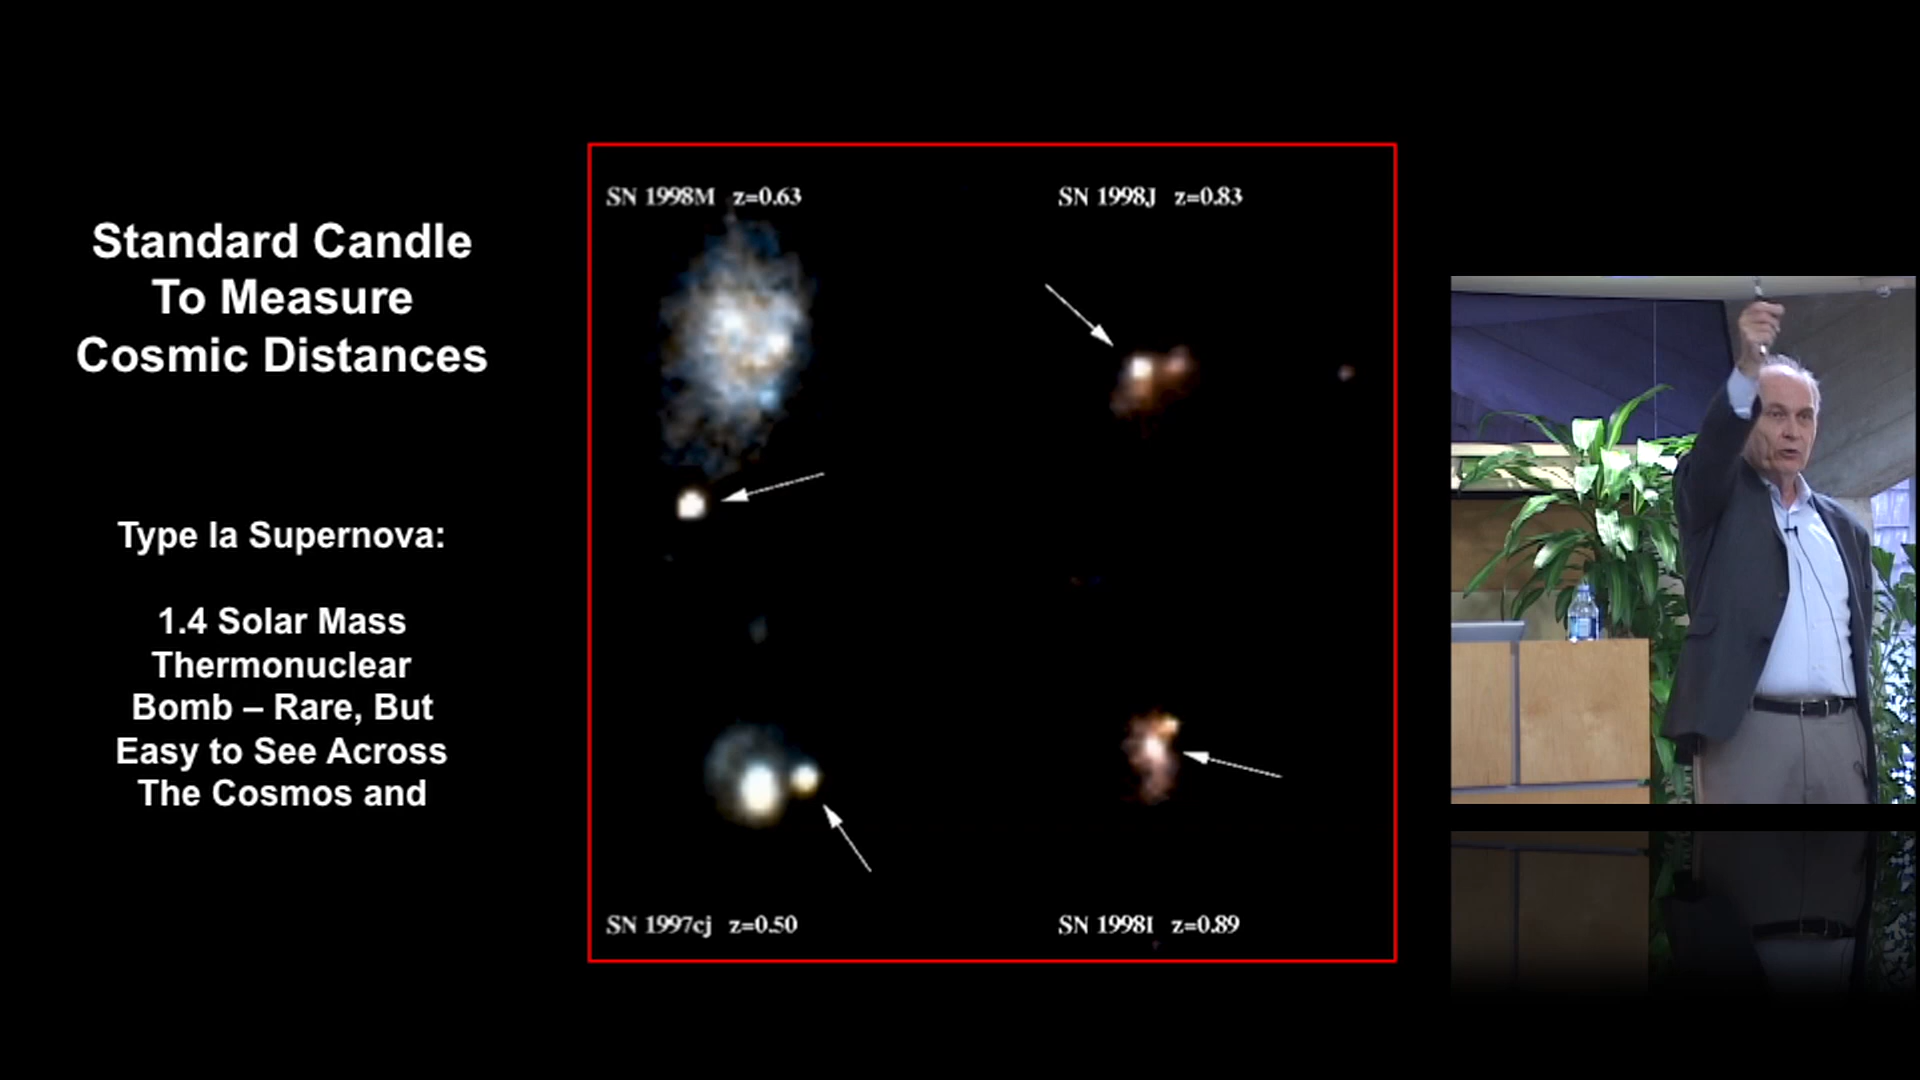 Standard Candle
To Measure
Cosmic Distances
Type Ia Supernova:
1.4 Solar Mass
Thermonuclear
Bomb – Rare, But
Easy to See Across
The Cosmos and
SN 1998M z=0.63
SN 1998J z=0.83
SN 1997cj z=0.50
SN 1998I z=0.89